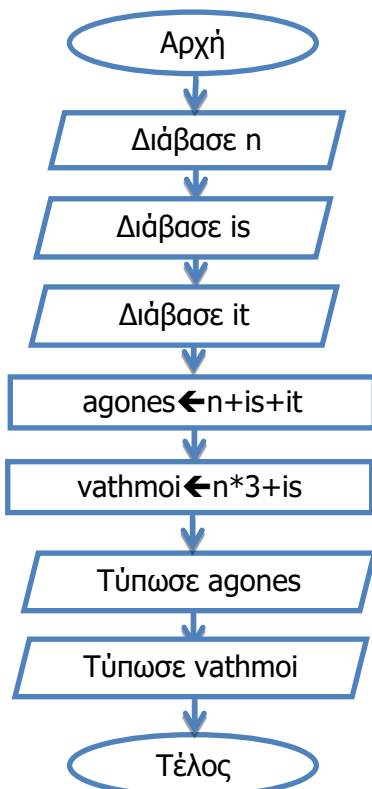 Αρχή
Διάβασε n
Διάβασε is
Διάβασε it
agones🡸n+is+it
vathmoi🡸n*3+is
Τύπωσε agones
Τύπωσε vathmoi
Τέλος